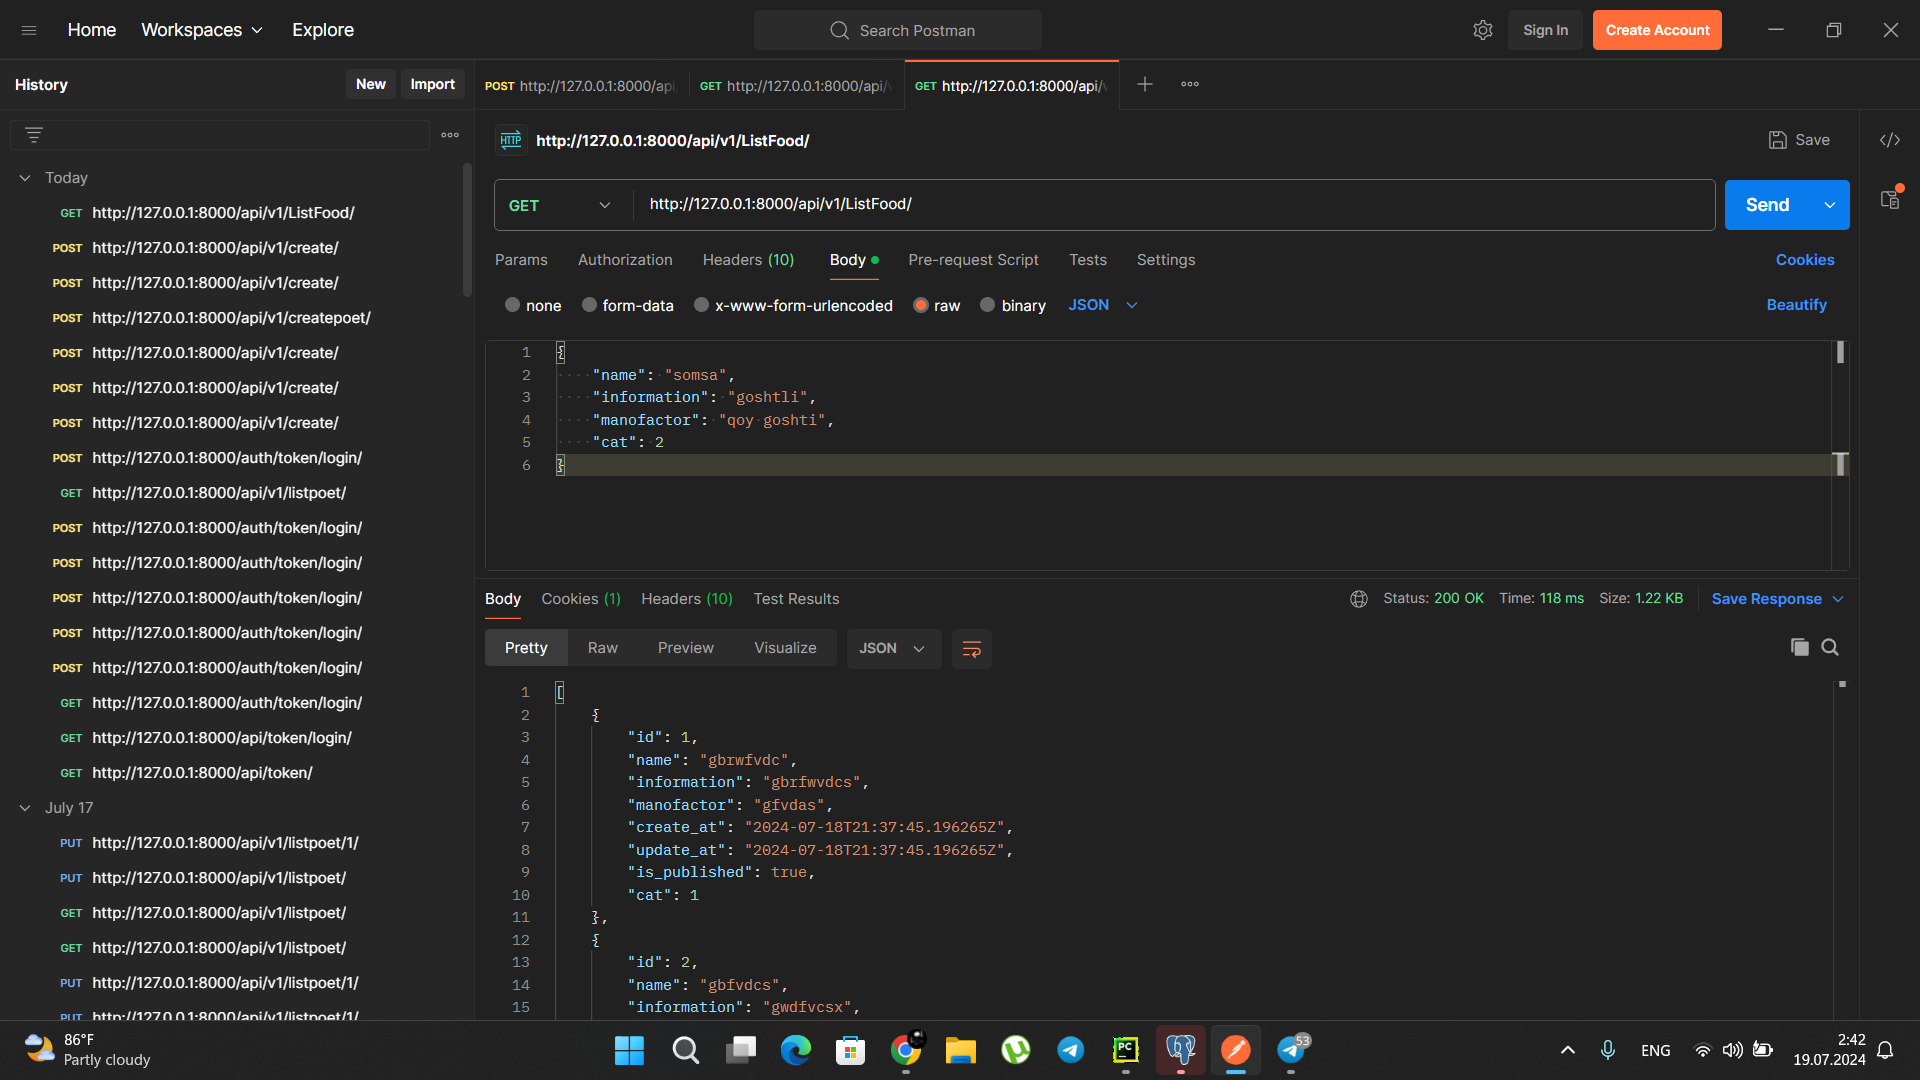 Home
Workspaces
Explore
Search Postman
Sign In
Create Account
History
New
Import
POST http://127.0.0.1:8000/api
GET http://127.0.0.1:8000/api/
GET http://127.0.0.1:8000/api/
HTTP
http://127.0.0.1:8000/api/v1/ListFood/
Save
GET
http://127.0.0.1:8000/api/v1/ListFood/
Send
Params
Authorization
Headers (10)
Body
Pre-request Script
Tests
Settings
Cookies
none
form-data
x-www-form-urlencoded
raw
binary
JSON
Beautify
1 {
2 "name": "somsa",
3 "information": "goshtli",
4 "manofactor": "qoy goshti",
5 "cat": 2
6 }
Today
GET http://127.0.0.1:8000/api/v1/ListFood/
POST http://127.0.0.1:8000/api/v1/create/
POST http://127.0.0.1:8000/api/v1/create/
POST http://127.0.0.1:8000/api/v1/createpoet/
POST http://127.0.0.1:8000/api/v1/create/
POST http://127.0.0.1:8000/api/v1/create/
POST http://127.0.0.1:8000/api/v1/create/
POST http://127.0.0.1:8000/auth/token/login/
GET http://127.0.0.1:8000/api/v1/listpoet/
POST http://127.0.0.1:8000/auth/token/login/
POST http://127.0.0.1:8000/auth/token/login/
POST http://127.0.0.1:8000/auth/token/login/
POST http://127.0.0.1:8000/auth/token/login/
POST http://127.0.0.1:8000/auth/token/login/
GET http://127.0.0.1:8000/auth/token/login/
GET http://127.0.0.1:8000/api/token/login/
GET http://127.0.0.1:8000/api/token/
July 17
PUT http://127.0.0.1:8000/api/v1/listpoet/1/
PUT http://127.0.0.1:8000/api/v1/listpoet/
GET http://127.0.0.1:8000/api/v1/listpoet/
GET http://127.0.0.1:8000/api/v1/listpoet/
PUT http://127.0.0.1:8000/api/v1/listpoet/1/
PUT http://127.0.0.1:8000/api/v1/listpoet/1/
Body
Cookies (1)
Headers (10)
Test Results
Status: 200 OK
Time: 118 ms
Size: 1.22 KB
Save Response
Pretty
Raw
Preview
Visualize
JSON
1 [
2 {
3 "id": 1,
4 "name": "gbrwfvdc",
5 "information": "gbrfwvdcs",
6 "manofactor": "gfvdas",
7 "create_at": "2024-07-18T21:37:45.196265Z",
8 "update_at": "2024-07-18T21:37:45.196265Z",
9 "is_published": true,
10 "cat": 1
11 },
12 {
13 "id": 2,
14 "name": "gbfvdcs",
15 "information": "gwdfvcsx",
86°F
Partly cloudy
PC
53
ENG
2:42
19.07.2024